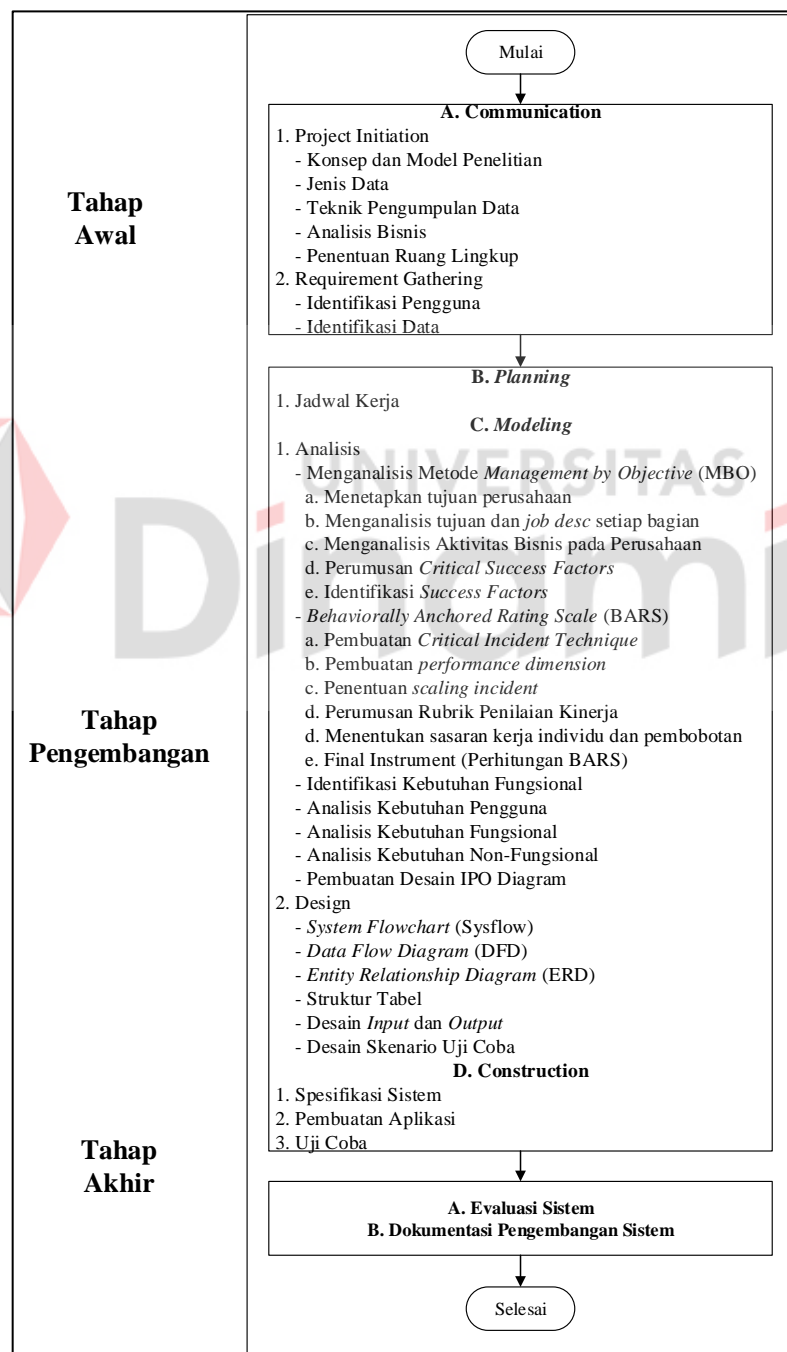 Mulai
Tahap
Awal
A. Communication
1. Project Initiation
- Konsep dan Model Penelitian
- Jenis Data
- Teknik Pengumpulan Data
- Analisis Bisnis
- Penentuan Ruang Lingkup
2. Requirement Gathering
- Identifikasi Pengguna
- Identifikasi Data
Tahap
Pengembangan
B. Planning
1. Jadwal Kerja
C. Modeling
1. Analisis
- Menganalisis Metode Management by Objective (MBO)
a. Menetapkan tujuan perusahaan
b. Menganalisis tujuan dan job desc setiap bagian
c. Menganalisis Aktivitas Bisnis pada Perusahaan
d. Perumusan Critical Success Factors
e. Identifikasi Success Factors
- Behaviorally Anchored Rating Scale (BARS)
a. Pembuatan Critical Incident Technique
b. Pembuatan performance dimension
c. Penentuan scaling incident
d. Perumusan Rubrik Penilaian Kinerja
d. Menentukan sasaran kerja individu dan pembobotan
e. Final Instrument (Perhitungan BARS)
- Identifikasi Kebutuhan Fungsional
- Analisis Kebutuhan Pengguna
- Analisis Kebutuhan Fungsional
- Analisis Kebutuhan Non-Fungsional
- Pembuatan Desain IPO Diagram
2. Design
- System Flowchart (Sysflow)
- Data Flow Diagram (DFD)
- Entity Relationship Diagram (ERD)
- Struktur Tabel
- Desain Input dan Output
- Desain Skenario Uji Coba
D. Construction
1. Spesifikasi Sistem
2. Pembuatan Aplikasi
3. Uji Coba
Tahap
Akhir
A. Evaluasi Sistem
B. Dokumentasi Pengembangan Sistem
Selesai
UNIVERSITAS
Dinami